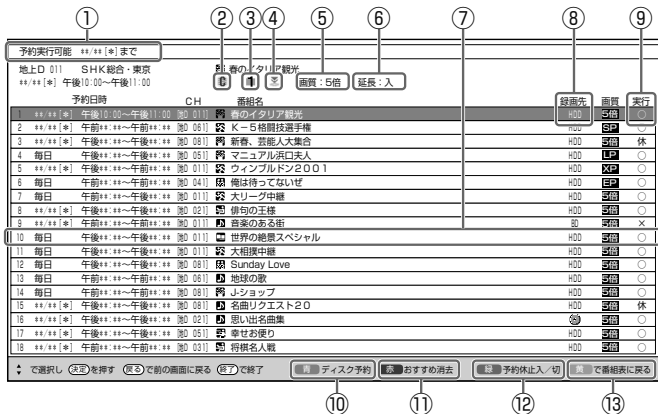 ① ② ③ ④ ⑤ ⑥ ⑦ ⑧ ⑨
予約実行可能 **/**[*]まで
地上D 011 SHK総合・東京 春のイタリア観光
**/**[*] 午後10:00~午後11:00 画質：5倍 延長：入
予約日時 CH 番組名 録画先 画質 実行
1 **/**[*] 午後10:00~午後11:00 [地D 011] 春のイタリア観光 HDD 5倍 ○
2 **/**[*] 午前**:**~午前**:** [地D 061] K-5格闘技選手権 HDD SP ○
3 **/**[*] 午前**:**~午後**:** [地D 081] 新春、芸能人大集合 HDD 5倍 休
4 毎日 午後**:**~午後**:** [地D 051] マニュアル浜口夫人 HDD LP ○
5 **/**[*] 午後**:**~午後**:** [地D 011] ウィンブルドン2001 HDD XP ○
6 毎日 午前**:**~午後**:** [地D 041] 俺は待ってないぜ HDD EP ○
7 毎日 午前**:**~午後**:** [地D 011] 大リーグ中継 HDD 5倍 ○
8 **/**[*] 午後**:**~午後**:** [地D 021] 俳句の王様 HDD 5倍 ○
9 **/**[*] 午前**:**~午前**:** [地D 011] 音楽のある街 BD 5倍 ×
10 毎日 午後**:**~午後**:** [地D 011] 世界の絶景スペシャル HDD 5倍 ○
11 毎日 午後**:**~午後**:** [地D 011] 大相撲中継 HDD 5倍 ○
12 毎日 午後**:**~午後**:** [地D 081] Sunday Love HDD 5倍 ○
13 毎日 午前**:**~午前**:** [地D 061] 地球の歌 HDD 5倍 ○
14 毎日 午前**:**~午前**:** [地D 081] J-ショップ HDD 5倍 ○
15 **/**[*] 午後**:**~午後**:** [地D 081] 名曲リクエスト20 HDD 5倍 休
16 **/**[*] 午前**:**~午前**:** [地D 021] 思い出名曲集 5倍 ○
17 **/**[*] 午後**:**~午後**:** [地D 051] 幸せお便り HDD 5倍 ○
18 **/**[*] 午前**:**~午前**:** [地D 031] 将棋名人戦 HDD 5倍 ○
で選択し 決定を押す 戻るで前の画面に戻る 終了で終了 青 ディスク予約 赤 おすすめ消去 緑 予約休止入／切 黄 で番組表に戻る
⑩ ⑪ ⑫ ⑬